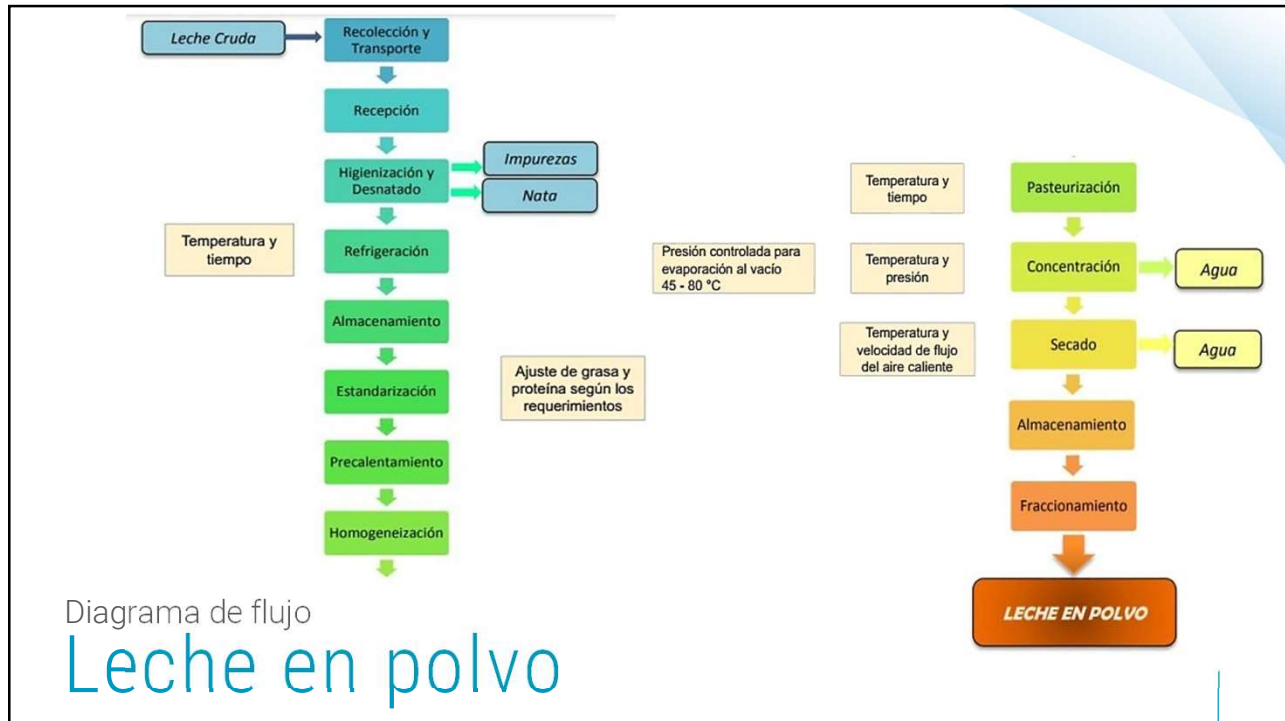 Leche Cruda
Recolección y
Transporte
Recepción
Higienización y
Desnatado
Impurezas
Nata
Temperatura y
tiempo
Refrigeración
Almacenamiento
Ajuste de grasa y
proteína según los
requerimientos
Estandarización
Precalentamiento
Homogeneización
Temperatura y
tiempo
Pasteurización
Presión controlada para
evaporación al vacío
45 - 80 °C
Temperatura y
presión
Concentración
Agua
Temperatura y
velocidad de flujo
del aire caliente
Secado
Agua
Almacenamiento
Fraccionamiento
LECHE EN POLVO
Diagrama de flujo
Leche en polvo